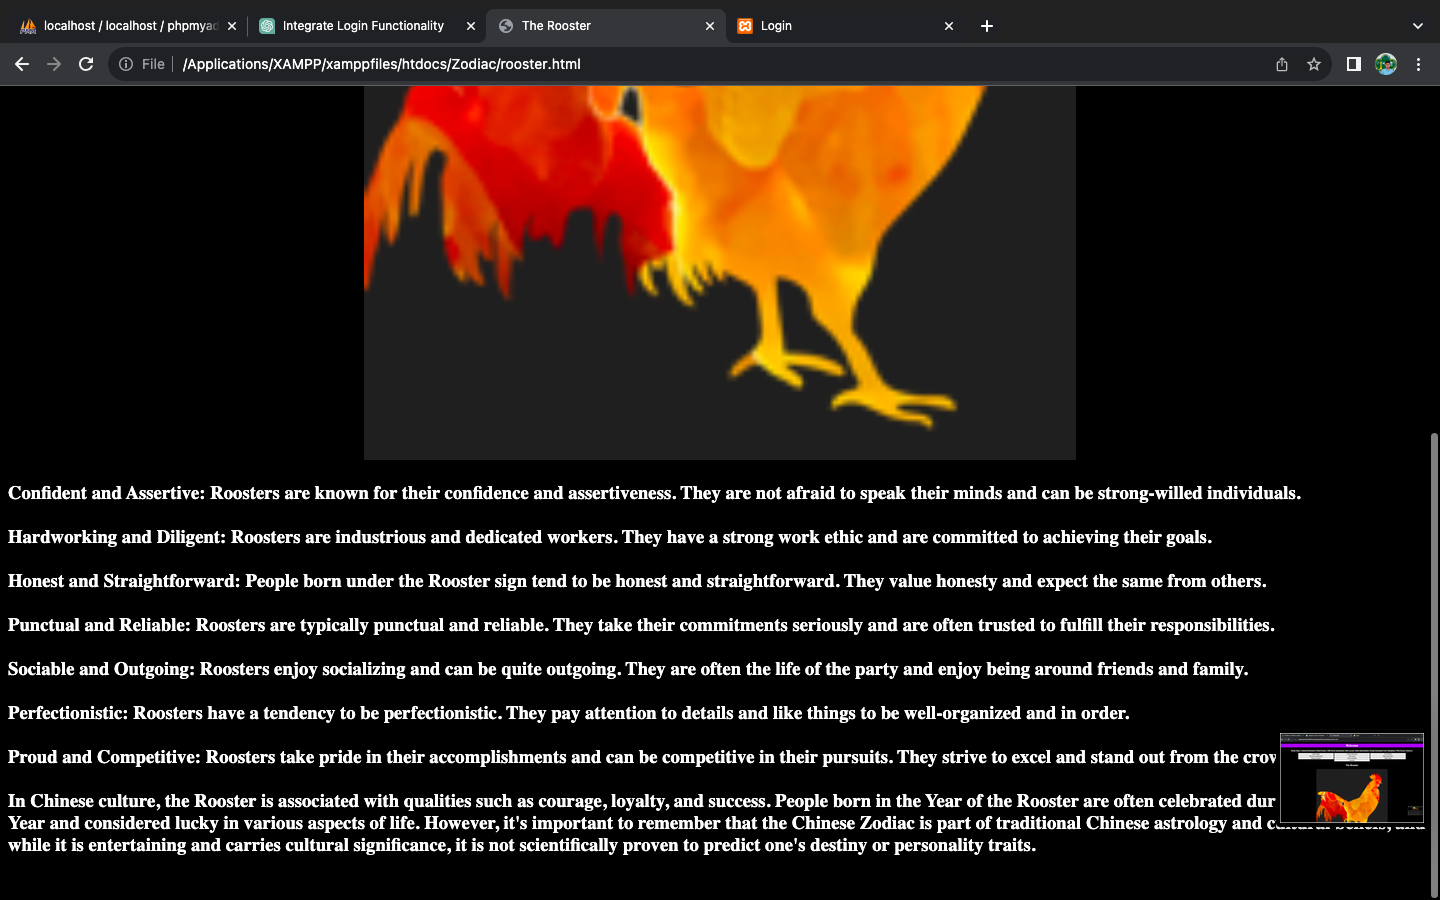 localhost / localhost / phpmyad
Integrate Login Functionality
The Rooster
Login
File
/Applications/XAMPP/xamppfiles/htdocs/Zodiac/rooster.html
Confident and Assertive: Roosters are known for their confidence and assertiveness. They are not afraid to speak their minds and can be strong-willed individuals.
Hardworking and Diligent: Roosters are industrious and dedicated workers. They have a strong work ethic and are committed to achieving their goals.
Honest and Straightforward: People born under the Rooster sign tend to be honest and straightforward. They value honesty and expect the same from others.
Punctual and Reliable: Roosters are typically punctual and reliable. They take their commitments seriously and are often trusted to fulfill their responsibilities.
Sociable and Outgoing: Roosters enjoy socializing and can be quite outgoing. They are often the life of the party and enjoy being around friends and family.
Perfectionistic: Roosters have a tendency to be perfectionistic. They pay attention to details and like things to be well-organized and in order.
Proud and Competitive: Roosters take pride in their accomplishments and can be competitive in their pursuits. They strive to excel and stand out from the
In Chinese culture, the Rooster is associated with qualities such as courage, loyalty, and success. People born in the Year of the Rooster are often celebrated
Year and considered lucky in various aspects of life. However, it's important to remember that the Chinese Zodiac is part of traditional Chinese astrology and
while it is entertaining and carries cultural significance, it is not scientifically proven to predict one's destiny or personality traits.